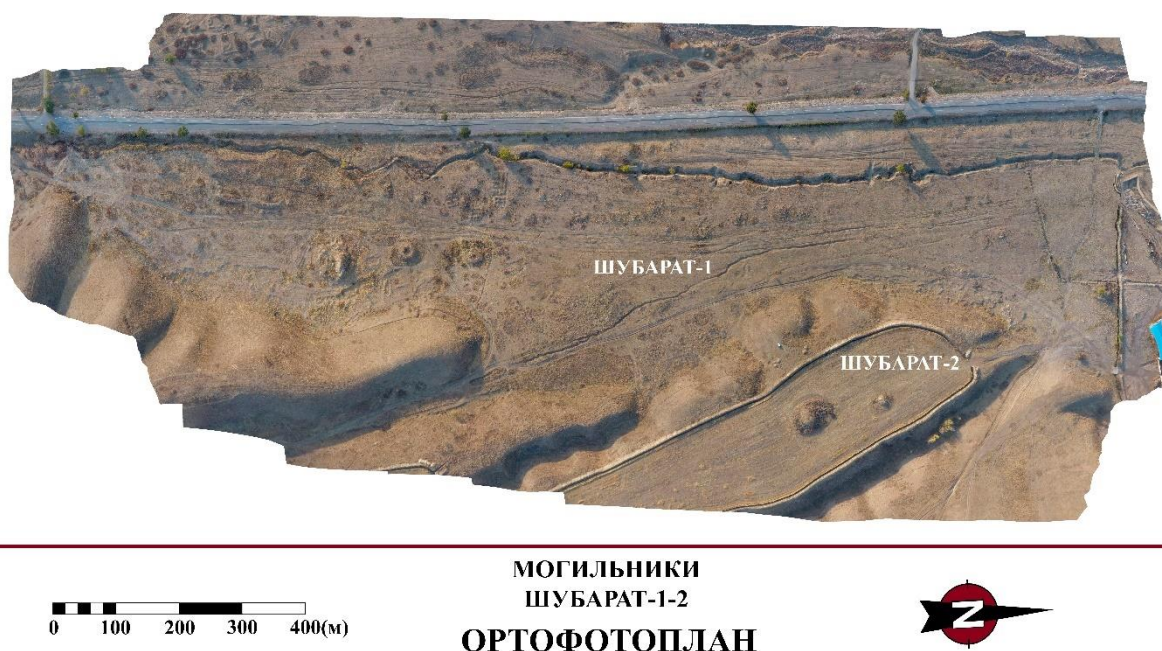 ШУБАРАТ-1
ШУБАРАТ-2
МОГИЛЬНИКИ
ШУБАРАТ-1-2
ОРТОФОТОПЛАН
0 100 200 300 400(м)
N